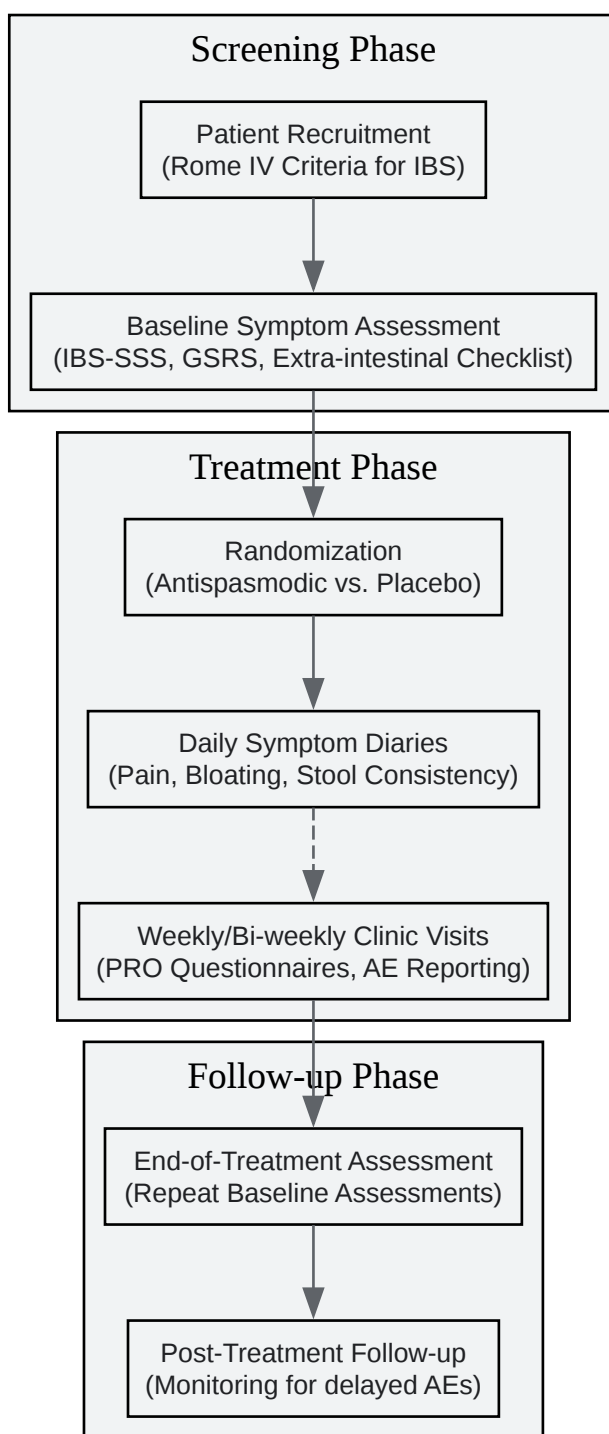 Screening Phase
Patient Recruitment
(Rome IV Criteria for IBS)
Baseline Symptom Assessment
(IBS-SSS, GSRS, Extra-intestinal Checklist)
Treatment Phase
Randomization
(Antispasmodic vs. Placebo)
Daily Symptom Diaries
(Pain, Bloating, Stool Consistency)
Weekly/Bi-weekly Clinic Visits
(PRO Questionnaires, AE Reporting)
Follow-up Phase
End-of-Treatment Assessment
(Repeat Baseline Assessments)
Post-Treatment Follow-up
(Monitoring for delayed AEs)